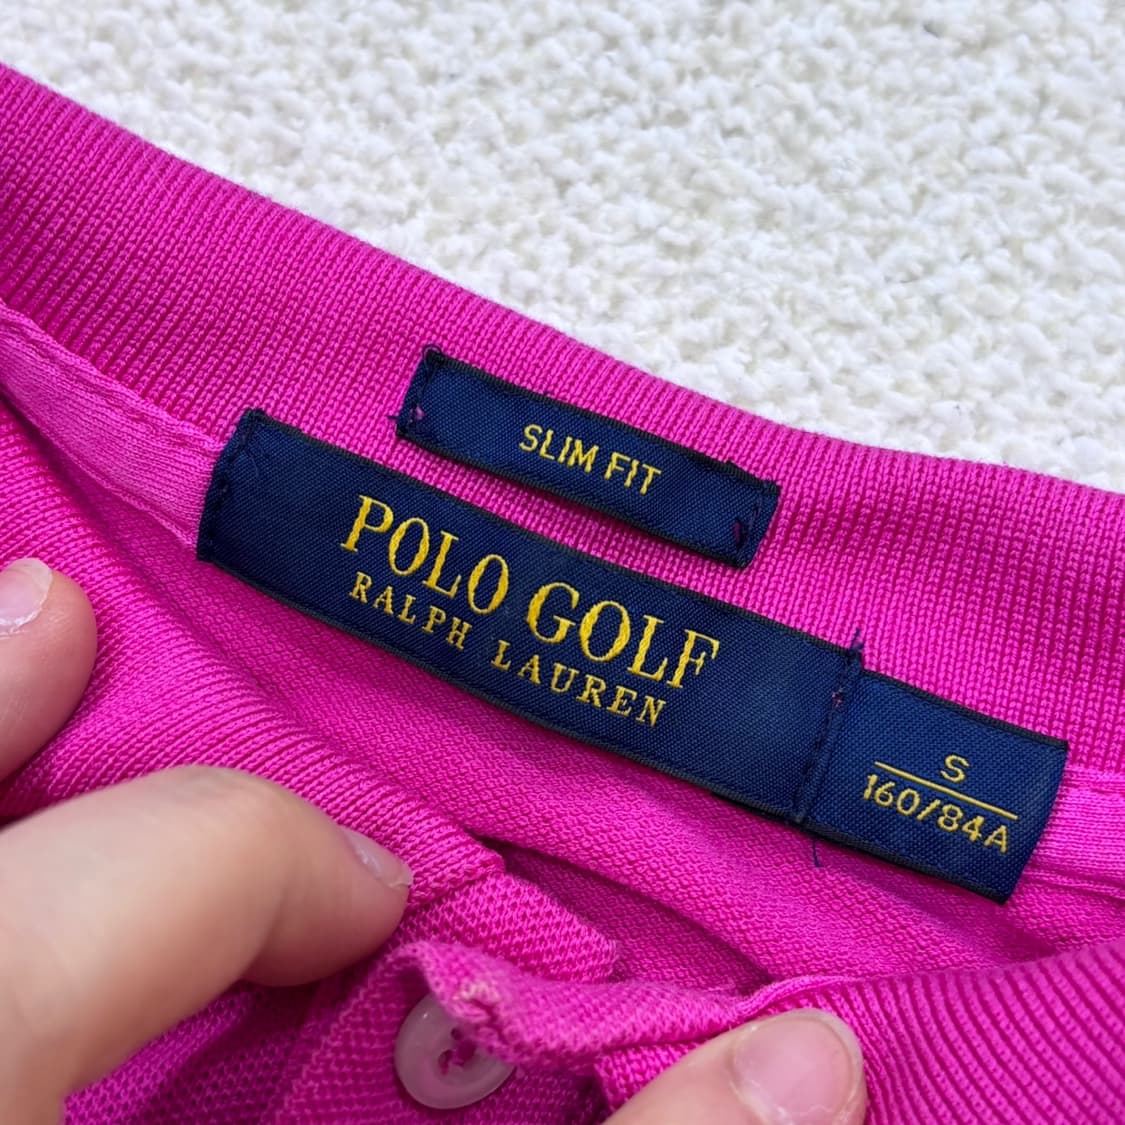 SLIM FIT
POLO GOLF
RALPH LAUREN
S
160/84A